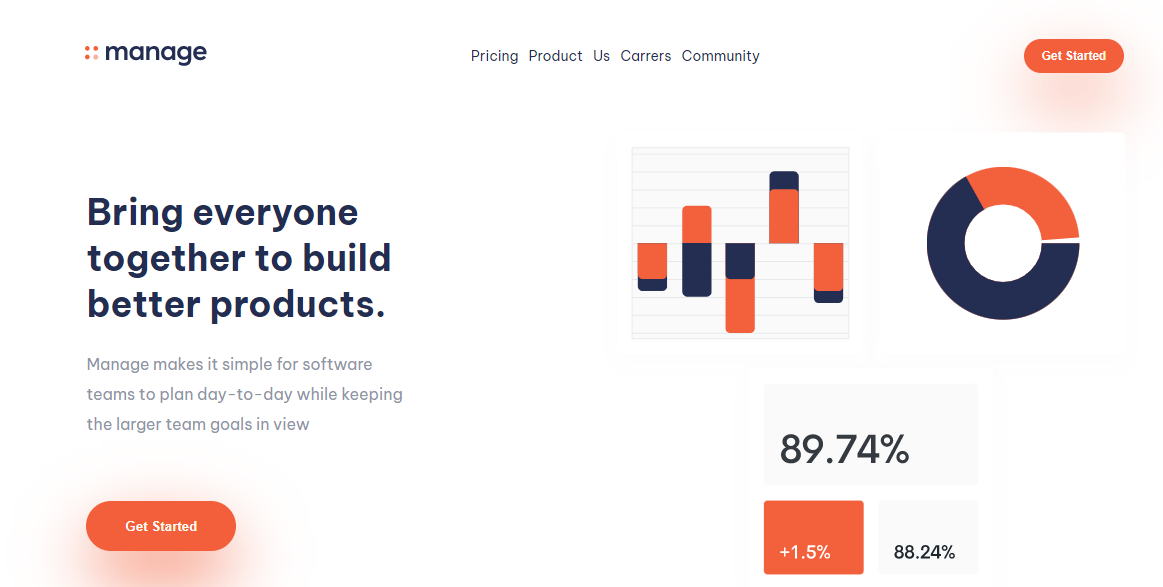 manage
Pricing Product Us Carrers Community
Get Started
Bring everyone
together to build
better products.
Manage makes it simple for software
teams to plan day-to-day while keeping
the larger team goals in view
Get Started
89.74%
+1.5%
88.24%